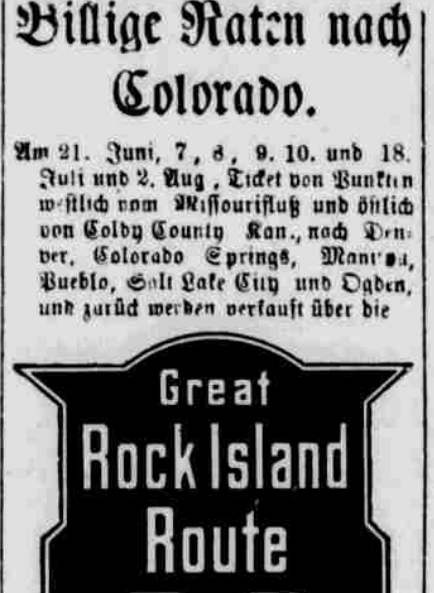 Billige Raten nach
Colorado.
Am 21. Juni, 7, 8, 9. 10. und 18.
Juli und 2. Aug, Ticket von Punkten
westlich vom Missourifluß und östlich
von Colby County Kan., nach Den-
ver, Colorado Springs, Manitou,
Pueblo, Salt Lake City und Ogden,
und zurück werden verkauft über die
Great
Rock Island
Route